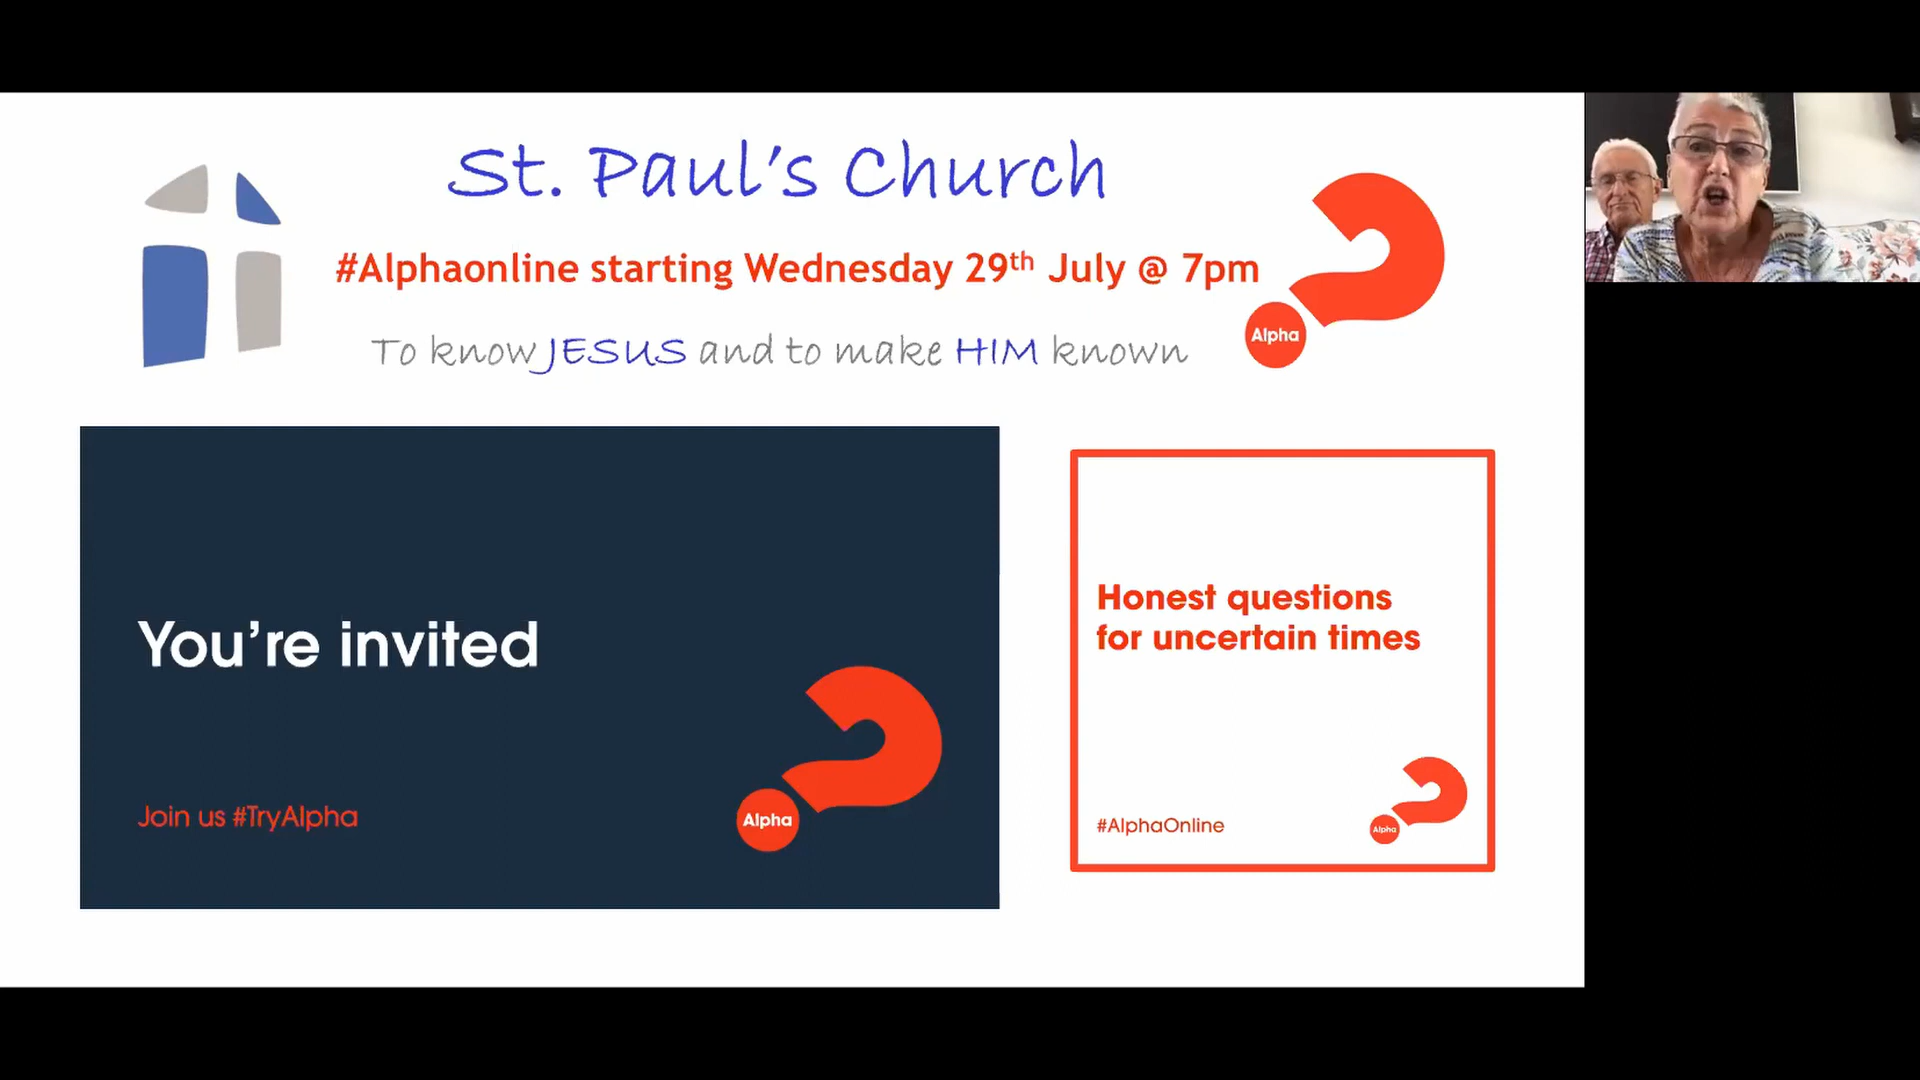 St. Paul's Church
#Alphaonline starting Wednesday 29th July @ 7pm
To know JESUS and to make HIM known
Alpha
You're invited
Join us #TryAlpha
Alpha
Honest questions
for uncertain times
#AlphaOnline
Alpha